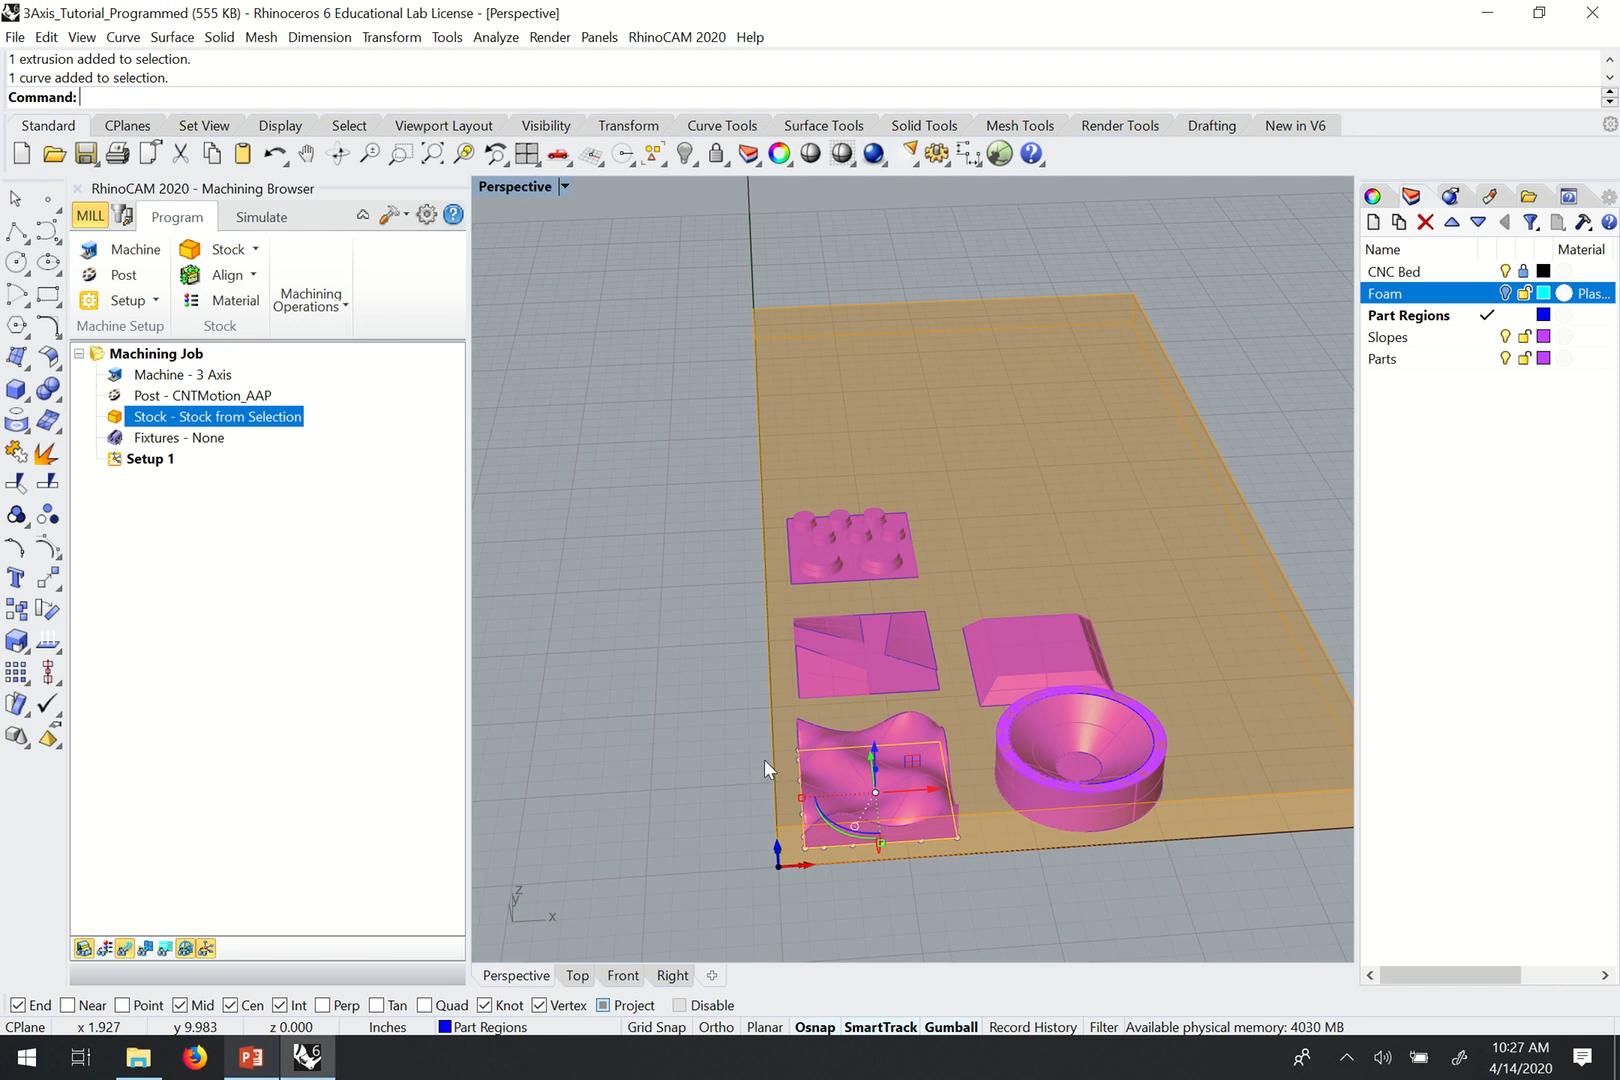 3Axis_Tutorial_Programmed (555 KB) - Rhinoceros 6 Educational Lab License - [Perspective]
File Edit View Curve Surface Solid Mesh Dimension Transform Tools Analyze Render Panels RhinoCAM 2020 Help
1 extrusion added to selection.
1 curve added to selection.
Command:
Standard CPlanes Set View Display Select Viewport Layout Visibility Transform Curve Tools Surface Tools Solid Tools Mesh Tools Render Tools Drafting New in V6
RhinoCAM 2020 - Machining Browser
MILL Program Simulate
Machine Stock
Post Align
Setup Material
Machining Operations
Machine Setup Stock
Machining Job
Machine - 3 Axis
Post - CNTMotion_AAP
Stock - Stock from Selection
Fixtures - None
Setup 1
Perspective
z
y
x
Name Material
CNC Bed
Foam Plas...
Part Regions
Slopes
Parts
Perspective Top Front Right
End Near Point Mid Cen Int Perp Tan Quad Knot Vertex Project Disable
CPlane x 1.927 y 9.983 z 0.000 Inches Part Regions Grid Snap Ortho Planar Osnap SmartTrack Gumball Record History Filter Available physical memory: 4030 MB
10:27 AM
4/14/2020